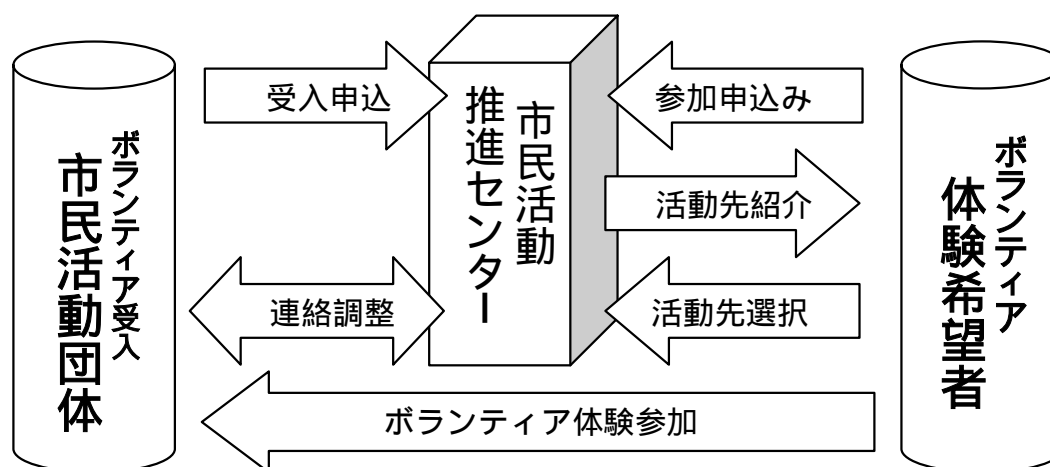 ボランティア受入
市民活動団体
受入申込
連絡調整
市民活動
推進センター
参加申込み
活動先紹介
活動先選択
ボランティア体験参加
ボランティア
体験希望者